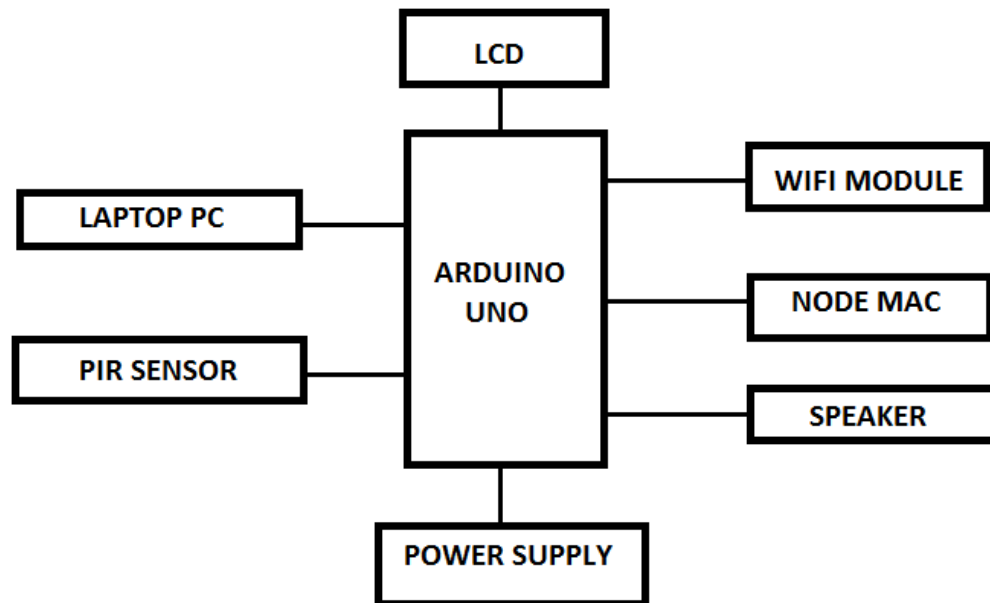 LCD
WIFI MODULE
LAPTOP PC
ARDUINO
UNO
NODE MAC
PIR SENSOR
SPEAKER
POWER SUPPLY